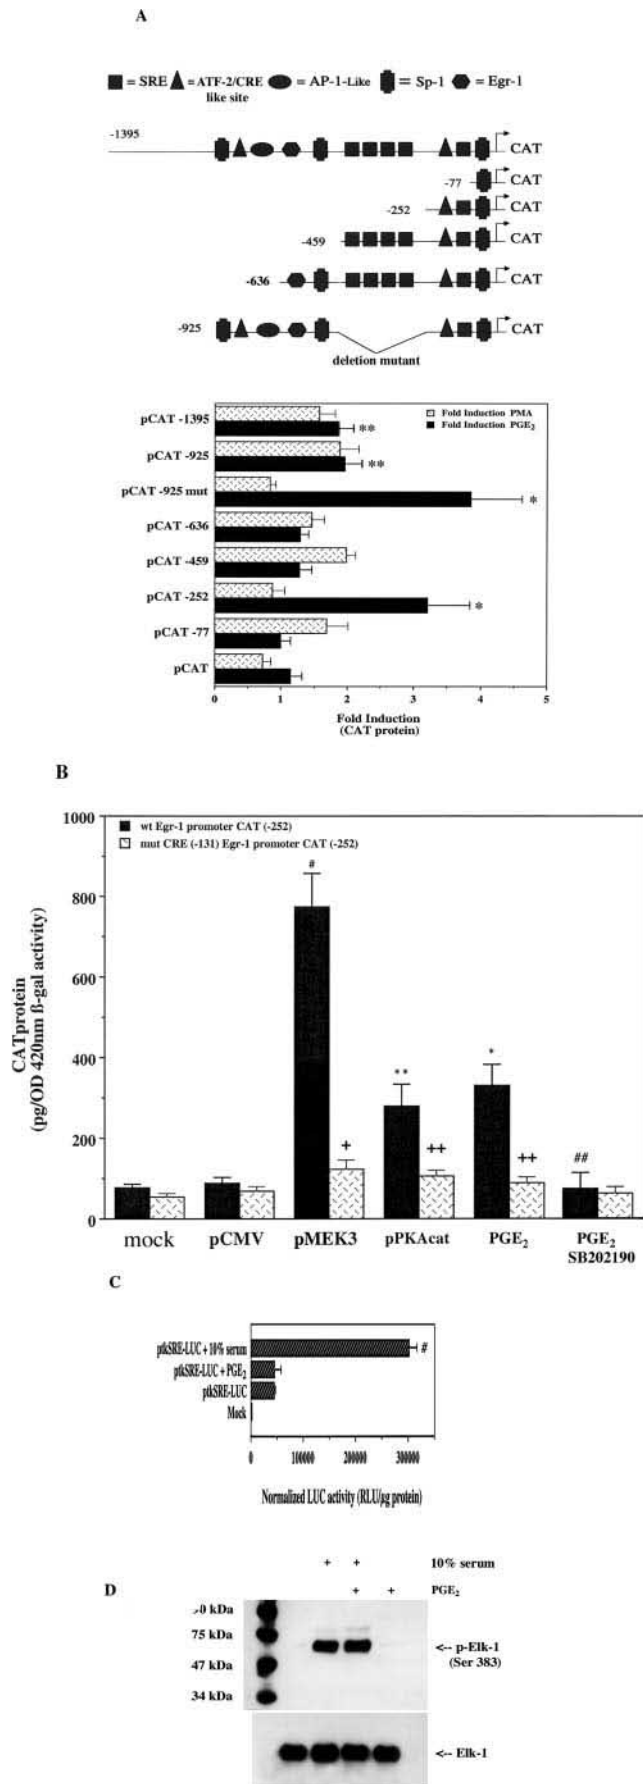 A
= SRE = ATF-2/CRE like site = AP-1-Like = Sp-1 = Egr-1
-1395 CAT
-77 CAT
-252 CAT
-459 CAT
-636 CAT
-925 CAT
deletion mutant
Fold Induction PMA
Fold Induction PGE2
pCAT -1395 **
pCAT -925 **
pCAT -925 mut *
pCAT -636
pCAT -459
pCAT -252 *
pCAT -77
pCAT
0 1 2 3 4 5
Fold Induction
(CAT protein)
B
wt Egr-1 promoter CAT (-252)
mut CRE (-131) Egr-1 promoter CAT (-252)
CATprotein
(pg/OD 420nm ß-gal activity)
1000
800
600
400
200
0
# + ** ++ * ++ ##
mock pCMV pMEK3 pPKAcat PGE2 PGE2
SB202190
C
ptkSRE-LUC + 10% serum #
ptkSRE-LUC + PGE2
ptkSRE-LUC
Mock
0 100000 200000 300000
Normalized LUC activity (RLU/µg protein)
+ + 10% serum
D + + PGE2
0 kDa
75 kDa
47 kDa
34 kDa
<-- p-Elk-1
(Ser 383)
<-- Elk-1